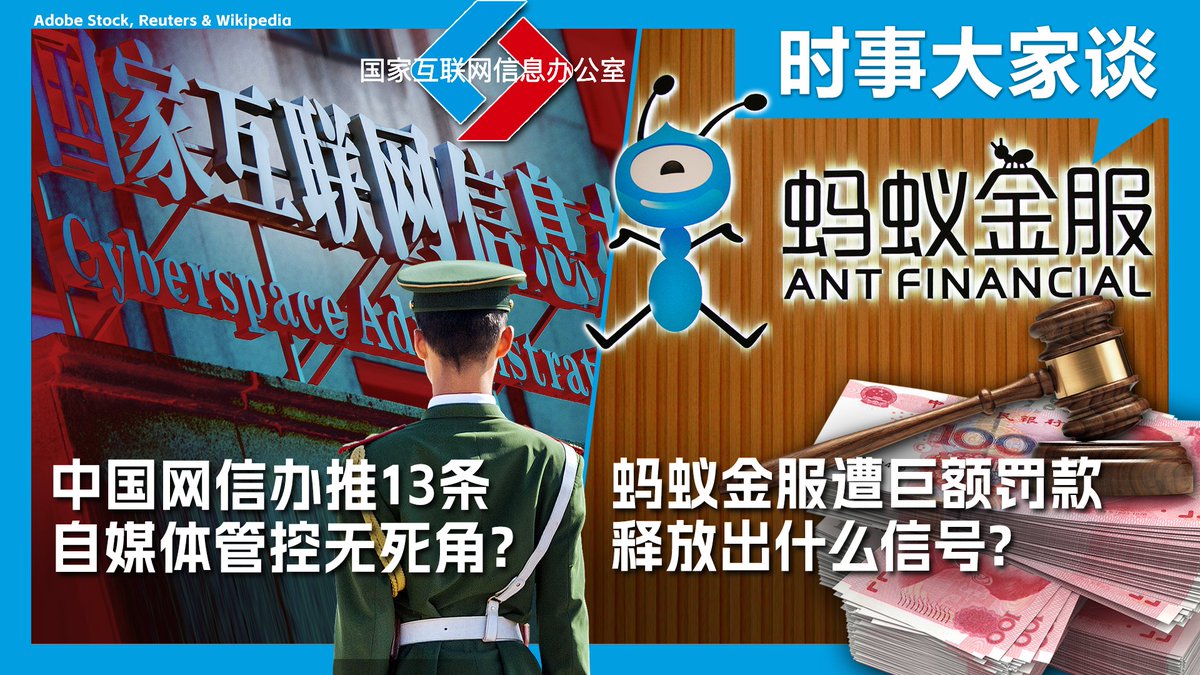 Adobe Stock, Reuters & Wikipedia
国家互联网信息办公室
时事大家谈
国家互联网信息
Cyberspace Ad istrat
蚂蚁金服
ANT FINANCIAL
100
中国网信办推13条
自媒体管控无死角?
蚂蚁金服遭巨额罚款
释放出什么信号?